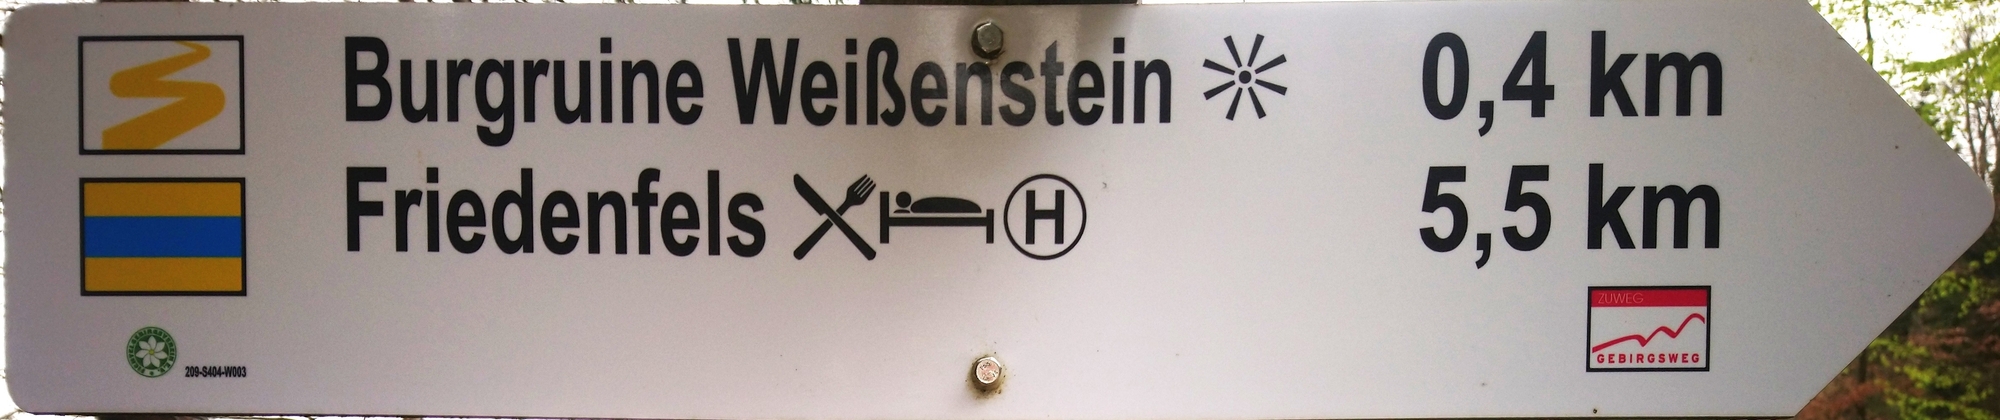 Burgruine Weißenstein 0,4 km
Friedenfels H 5,5 km
ZUWEG
GEBIRGSWEG
209-S404-W003